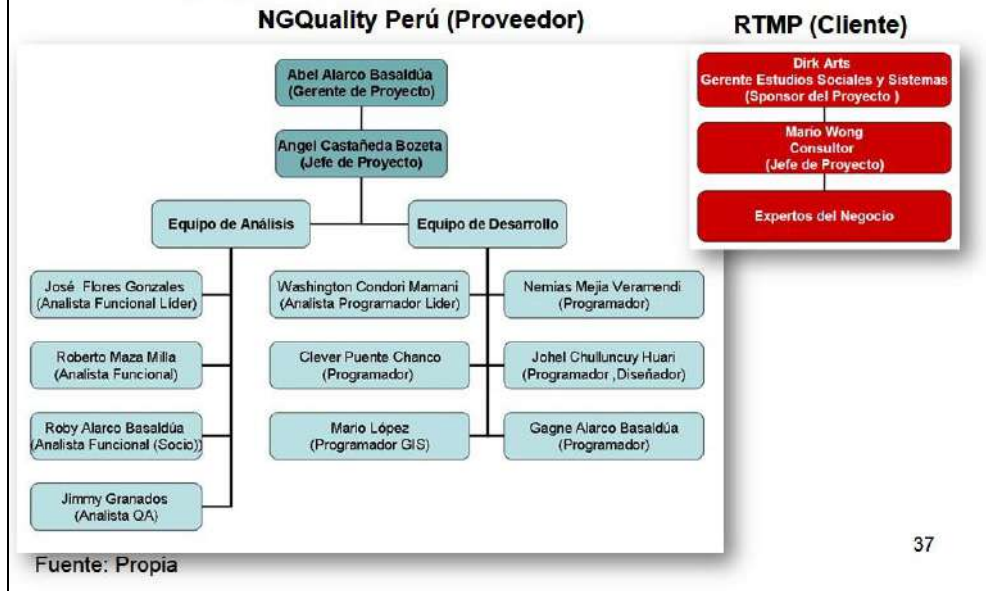 NGQuality Perú (Proveedor)
RTMP (Cliente)
Abel Alarco Basaldúa
(Gerente de Proyecto)
Angel Castañeda Bozeta
(Jefe de Proyecto)
Equipo de Análisis
Equipo de Desarrollo
José Flores Gonzales
(Analista Funcional Líder)
Roberto Maza Milla
(Analista Funcional)
Roby Alarco Basaldúa
(Analista Funcional (Socio))
Jimmy Granados
(Analista QA)
Washington Condori Mamani
(Analista Programador Lider)
Nemias Mejia Veramendi
(Programador)
Clever Puente Chanco
(Programador)
Johel Chulluncuy Huari
(Programador ,Diseñador)
Mario López
(Programador GIS)
Gagne Alarco Basaldúa
(Programador)
Dirk Arts
Gerente Estudios Sociales y Sistemas
(Sponsor del Proyecto )
Mario Wong
Consultor
(Jefe de Proyecto)
Expertos del Negocio
37
Fuente: Propia